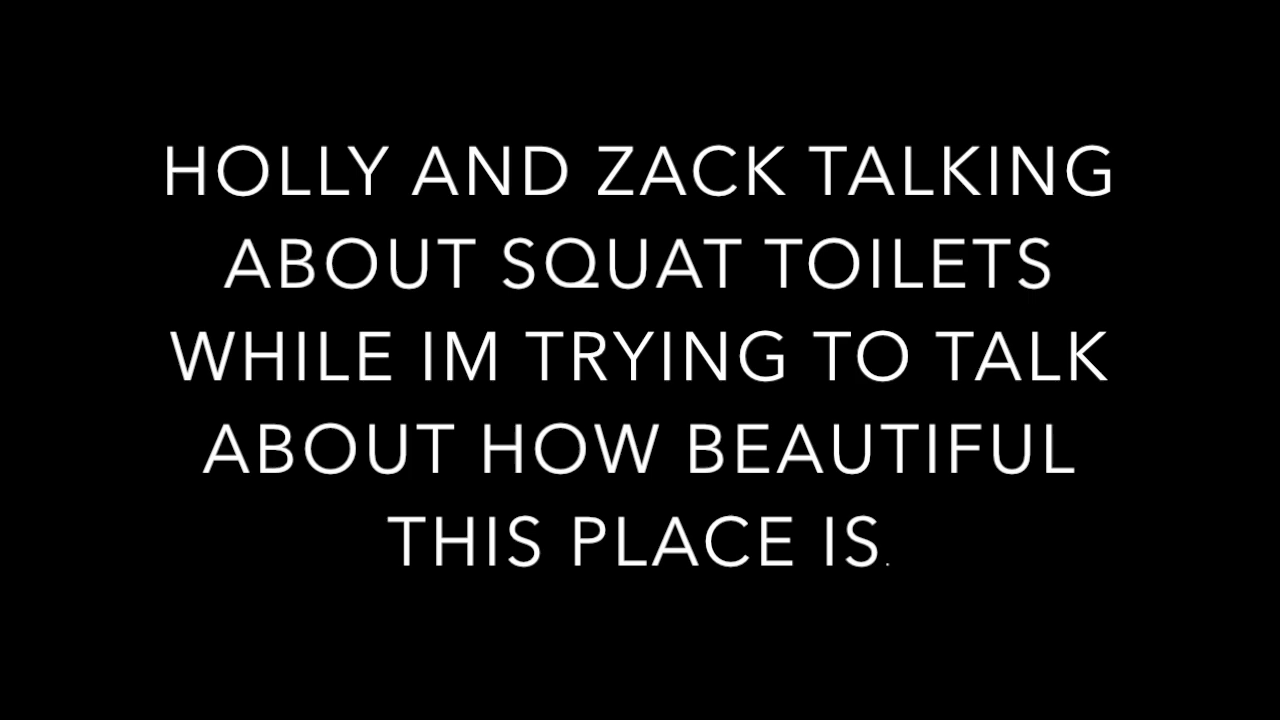 HOLLY AND ZACK TALKING
ABOUT SQUAT TOILETS
WHILE IM TRYING TO TALK
ABOUT HOW BEAUTIFUL
THIS PLACE IS.